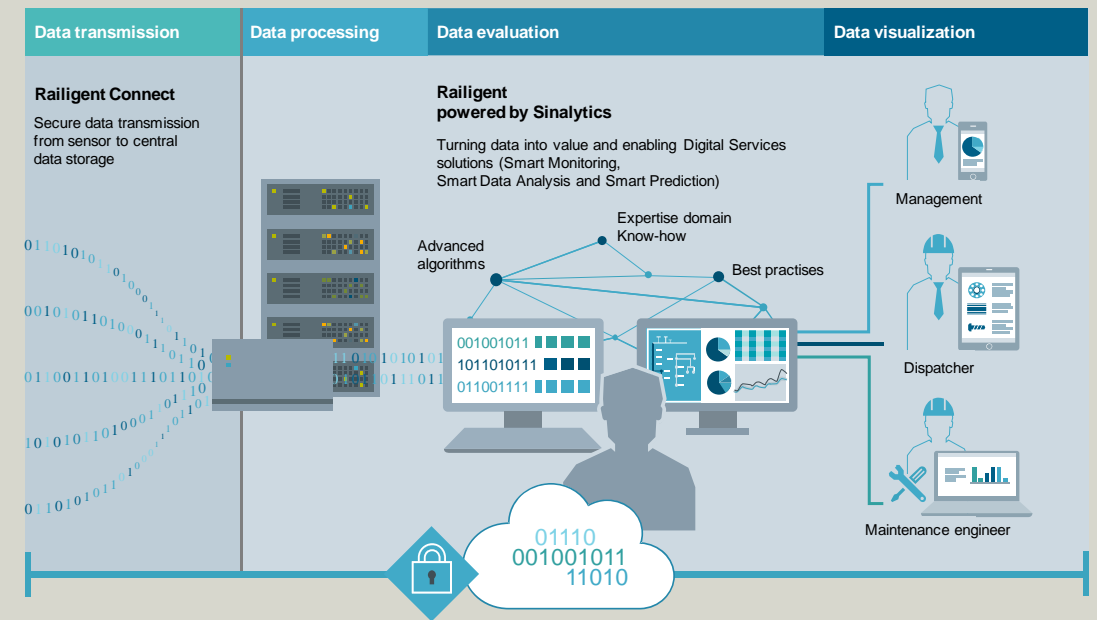 Data transmission
Data processing
Data evaluation
Data visualization
Railigent Connect
Secure data transmission
from sensor to central
data storage
Railigent
powered by Sinalytics
Turning data into value and enabling Digital Services
solutions (Smart Monitoring,
Smart Data Analysis and Smart Prediction)
Advanced
algorithms
Expertise domain
Know-how
Best practises
001001011
1011010111
011001111
Management
Dispatcher
Maintenance engineer
01110
001001011
11010